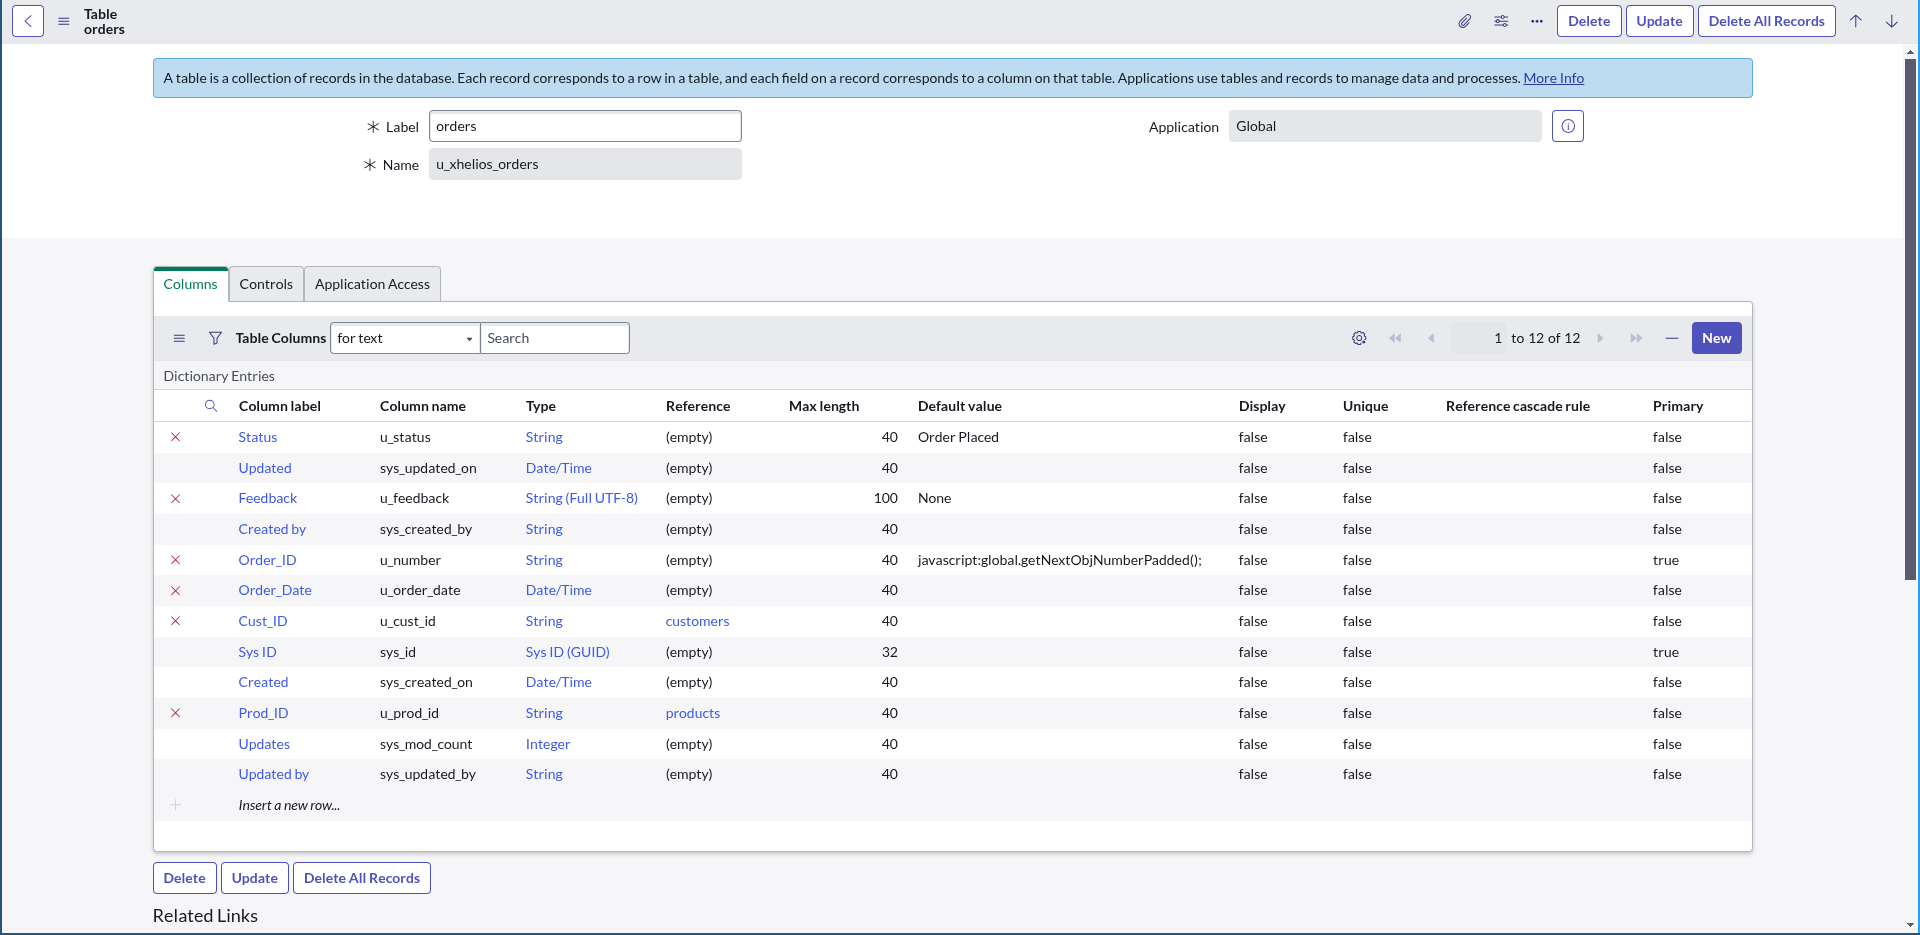 Table
orders
Delete Update Delete All Records
A table is a collection of records in the database. Each record corresponds to a row in a table, and each field on a record corresponds to a column on that table. Applications use tables and records to manage data and processes. More Info
Label orders Application Global
Name u_xhelios_orders
Columns Controls Application Access
Table Columns for text Search 1 to 12 of 12 New
Dictionary Entries
Column label Column name Type Reference Max length Default value Display Unique Reference cascade rule Primary
Status u_status String (empty) 40 Order Placed false false false
Updated sys_updated_on Date/Time (empty) 40 false false false
Feedback u_feedback String (Full UTF-8) (empty) 100 None false false false
Created by sys_created_by String (empty) 40 false false false
Order_ID u_number String (empty) 40 javascript:global.getNextObjNumberPadded(); false false true
Order_Date u_order_date Date/Time (empty) 40 false false false
Cust_ID u_cust_id String customers 40 false false false
Sys ID sys_id Sys ID (GUID) (empty) 32 false false true
Created sys_created_on Date/Time (empty) 40 false false false
Prod_ID u_prod_id String products 40 false false false
Updates sys_mod_count Integer (empty) 40 false false false
Updated by sys_updated_by String (empty) 40 false false false
Insert a new row...
Delete Update Delete All Records
Related Links